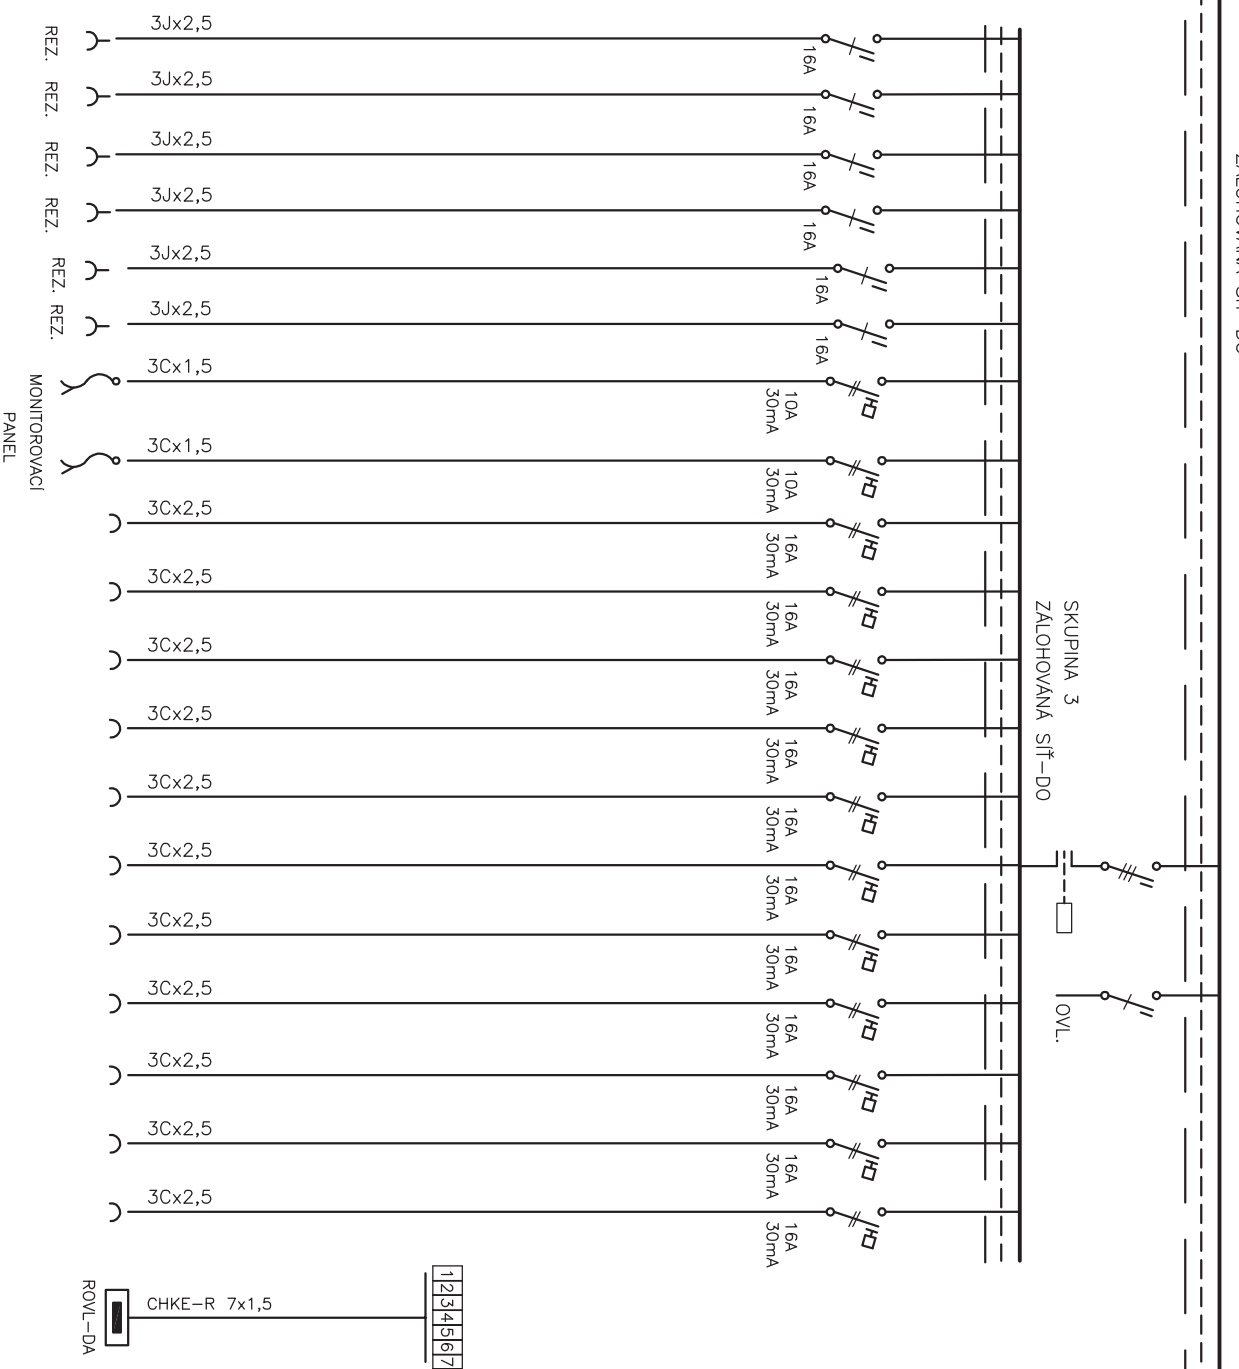 ZÁLOHOVANÁ SÍŤ-DO
SKUPINA 3
ZÁLOHOVÁNÁ SÍŤ-DO
OVL.
3Jx2,5
16A
REZ.
3Jx2,5
16A
REZ.
3Jx2,5
16A
REZ.
3Jx2,5
16A
REZ.
3Jx2,5
16A
REZ.
3Jx2,5
16A
REZ.
3Cx1,5
10A
30mA
3Cx1,5
10A
30mA
MONITOROVACÍ
PANEL
3Cx2,5
16A
30mA
3Cx2,5
16A
30mA
3Cx2,5
16A
30mA
3Cx2,5
16A
30mA
3Cx2,5
16A
30mA
3Cx2,5
16A
30mA
3Cx2,5
16A
30mA
3Cx2,5
16A
30mA
3Cx2,5
16A
30mA
3Cx2,5
16A
30mA
3Cx2,5
16A
30mA
1 2 3 4 5 6 7
CHKE-R 7x1,5
ROVL-DA